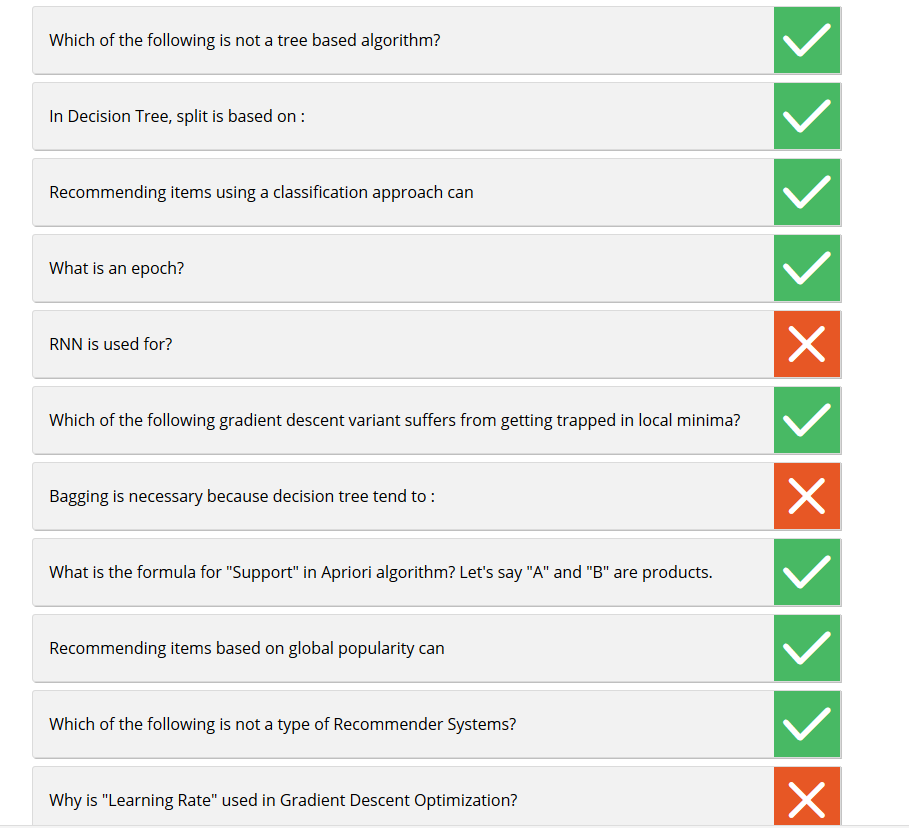 Which of the following is not a tree based algorithm?
In Decision Tree, split is based on :
Recommending items using a classification approach can
What is an epoch?
RNN is used for?
Which of the following gradient descent variant suffers from getting trapped in local minima?
Bagging is necessary because decision tree tend to :
What is the formula for "Support" in Apriori algorithm? Let's say "A" and "B" are products.
Recommending items based on global popularity can
Which of the following is not a type of Recommender Systems?
Why is "Learning Rate" used in Gradient Descent Optimization?